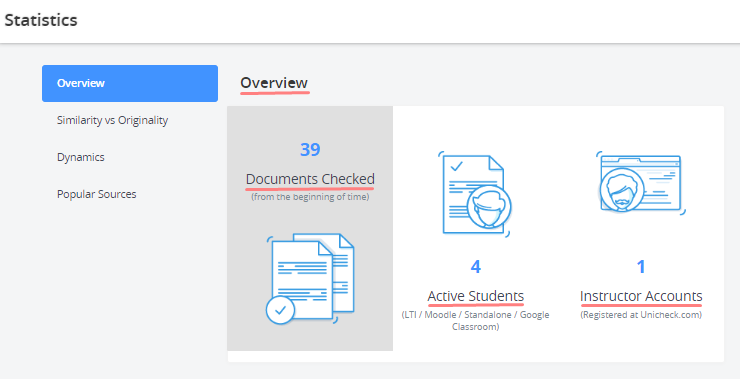 Statistics
Overview
Similarity vs Originality
Dynamics
Popular Sources
Overview
39
Documents Checked
(from the beginning of time)
4
Active Students
(LTI / Moodle / Standalone / Google
Classroom)
1
Instructor Accounts
(Registered at Unicheck.com)